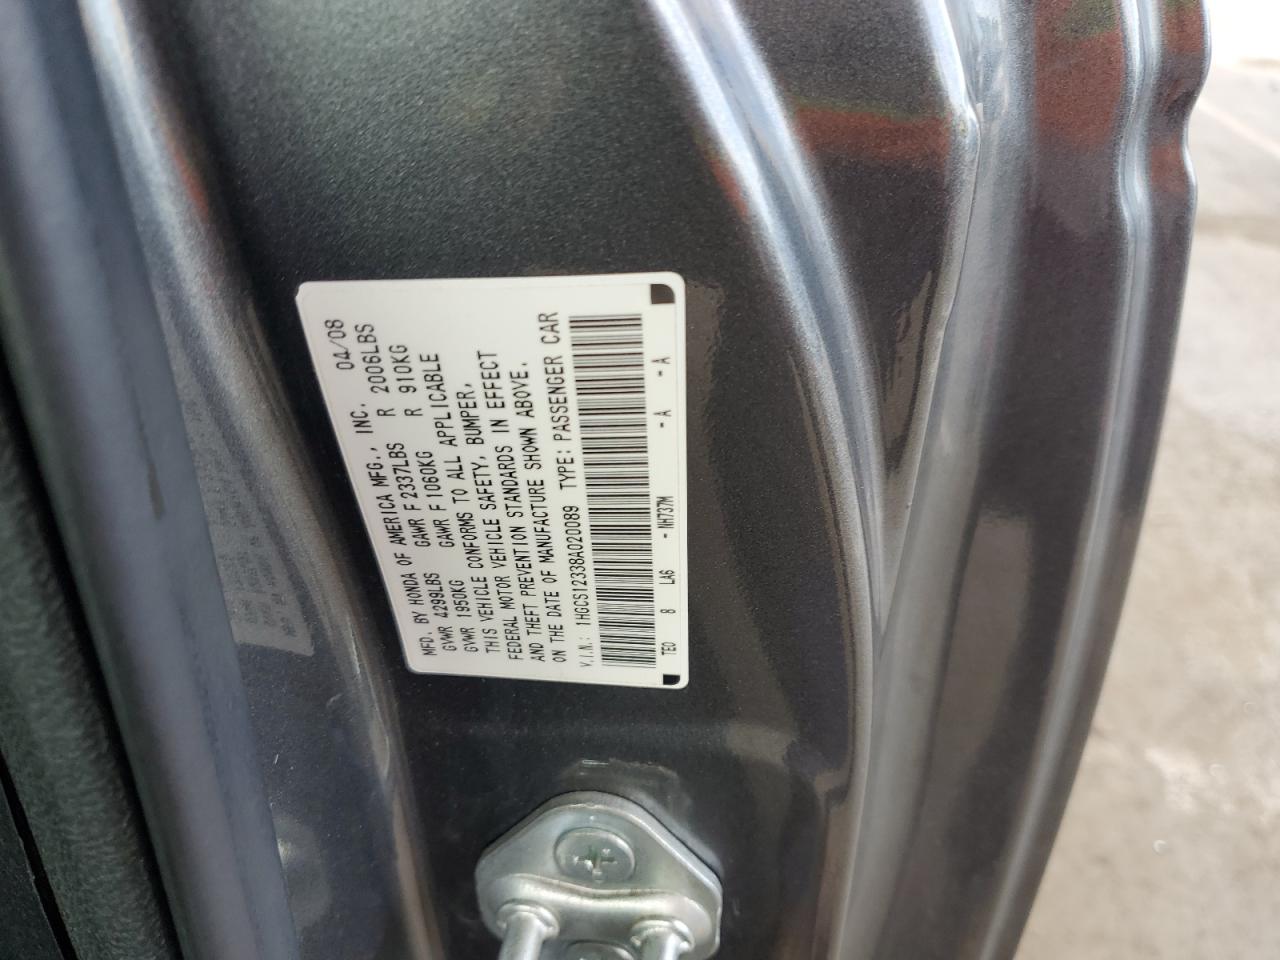 MFD. BY HONDA OF AMERICA MFG., INC. 04/08
GVWR 4299LBS GAWR F 2337LBS R 2006LBS
GVWR 1950KG GAWR F 1060KG R 910KG
THIS VEHICLE CONFORMS TO ALL APPLICABLE
FEDERAL MOTOR VEHICLE SAFETY, BUMPER,
AND THEFT PREVENTION STANDARDS IN EFFECT
ON THE DATE OF MANUFACTURE SHOWN ABOVE.
V.I.N.: 1HGCS12338A020089 TYPE: PASSENGER CAR
TE0 B LA6 -NH737M -A -A